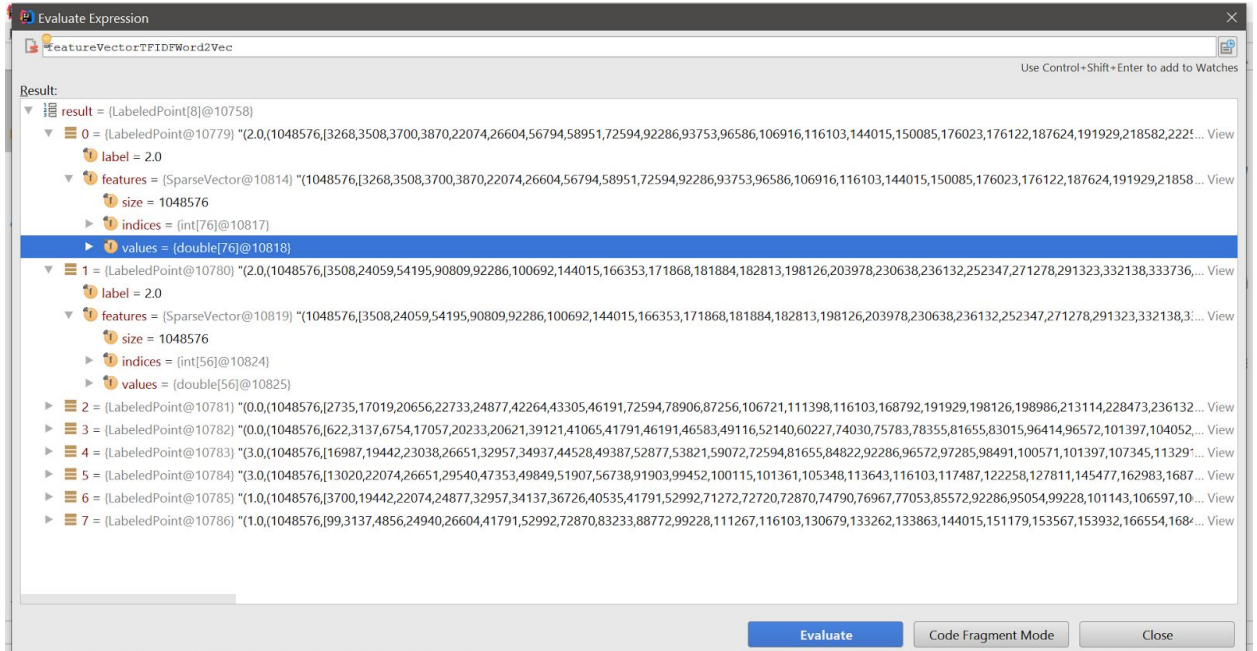 Evaluate Expression
featureVectorTFIDFWord2Vec
Use Control+Shift+Enter to add to Watches
Result:
result = {LabeledPoint[8]@10758}
0 = {LabeledPoint@10779} "(2.0,(1048576,[3268,3508,3700,3870,22074,26604,56794,58951,72594,92286,93753,96586,106916,116103,144015,150085,176023,176122,187624,191929,218582,2225... View
label = 2.0
features = {SparseVector@10814} "(1048576,[3268,3508,3700,3870,22074,26604,56794,58951,72594,92286,93753,96586,106916,116103,144015,150085,176023,176122,187624,191929,21858... View
size = 1048576
indices = {int[76]@10817}
values = {double[76]@10818}
1 = {LabeledPoint@10780} "(2.0,(1048576,[3508,24059,54195,90809,92286,100692,144015,166353,171868,181884,182813,198126,203978,230638,236132,252347,271278,291323,332138,333736,... View
label = 2.0
features = {SparseVector@10819} "(1048576,[3508,24059,54195,90809,92286,100692,144015,166353,171868,181884,182813,198126,203978,230638,236132,252347,271278,291323,332138,3... View
size = 1048576
indices = {int[56]@10824}
values = {double[56]@10825}
2 = {LabeledPoint@10781} "(0.0,(1048576,[2735,17019,20656,22733,24877,42264,43305,46191,72594,78906,87256,106721,111398,116103,168792,191929,198126,198986,213114,228473,236132... View
3 = {LabeledPoint@10782} "(0.0,(1048576,[622,3137,6754,17057,20233,20621,39121,41065,41791,46191,46583,49116,52140,60227,74030,75783,78355,81655,83015,96414,96572,101397,104052,... View
4 = {LabeledPoint@10783} "(3.0,(1048576,[16987,19442,23038,26651,32957,34937,44528,49387,52877,53821,59072,72594,81655,84822,92286,96572,97285,98491,100571,101397,107345,113291... View
5 = {LabeledPoint@10784} "(3.0,(1048576,[13020,22074,26651,29540,47353,49849,51907,56738,91903,99452,100115,101361,105348,113643,116103,117487,122258,127811,145477,162983,1687... View
6 = {LabeledPoint@10785} "(1.0,(1048576,[3700,19442,22074,24877,32957,34137,36726,40535,41791,52992,71272,72720,72870,74790,76967,77053,85572,92286,95054,99228,101143,106597,10... View
7 = {LabeledPoint@10786} "(1.0,(1048576,[99,3137,4856,24940,26604,41791,52992,72870,83233,88772,99228,111267,116103,130679,133262,133863,144015,151179,153567,153932,166554,1684... View
Evaluate
Code Fragment Mode
Close